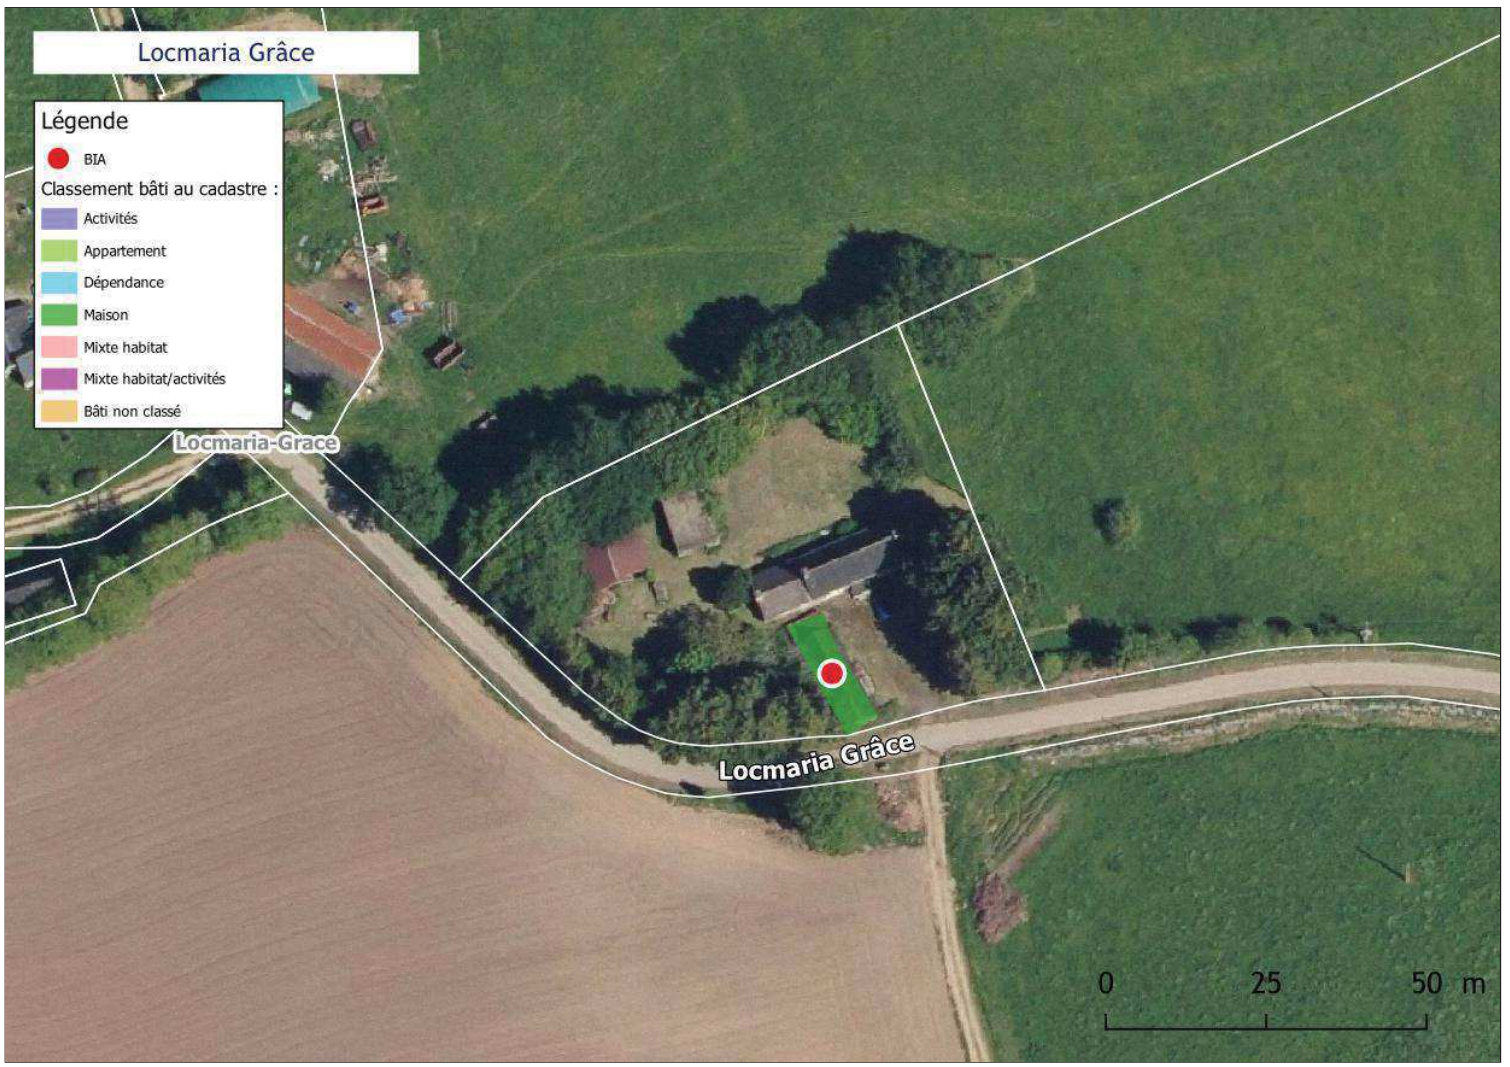 Locmaria Grâce
Légende
BIA
Classement bâti au cadastre :
Activités
Appartement
Dépendance
Maison
Mixte habitat
Mixte habitat/activités
Bâti non classé
Locmaria-Grace
Locmaria Grâce
0 25 50 m